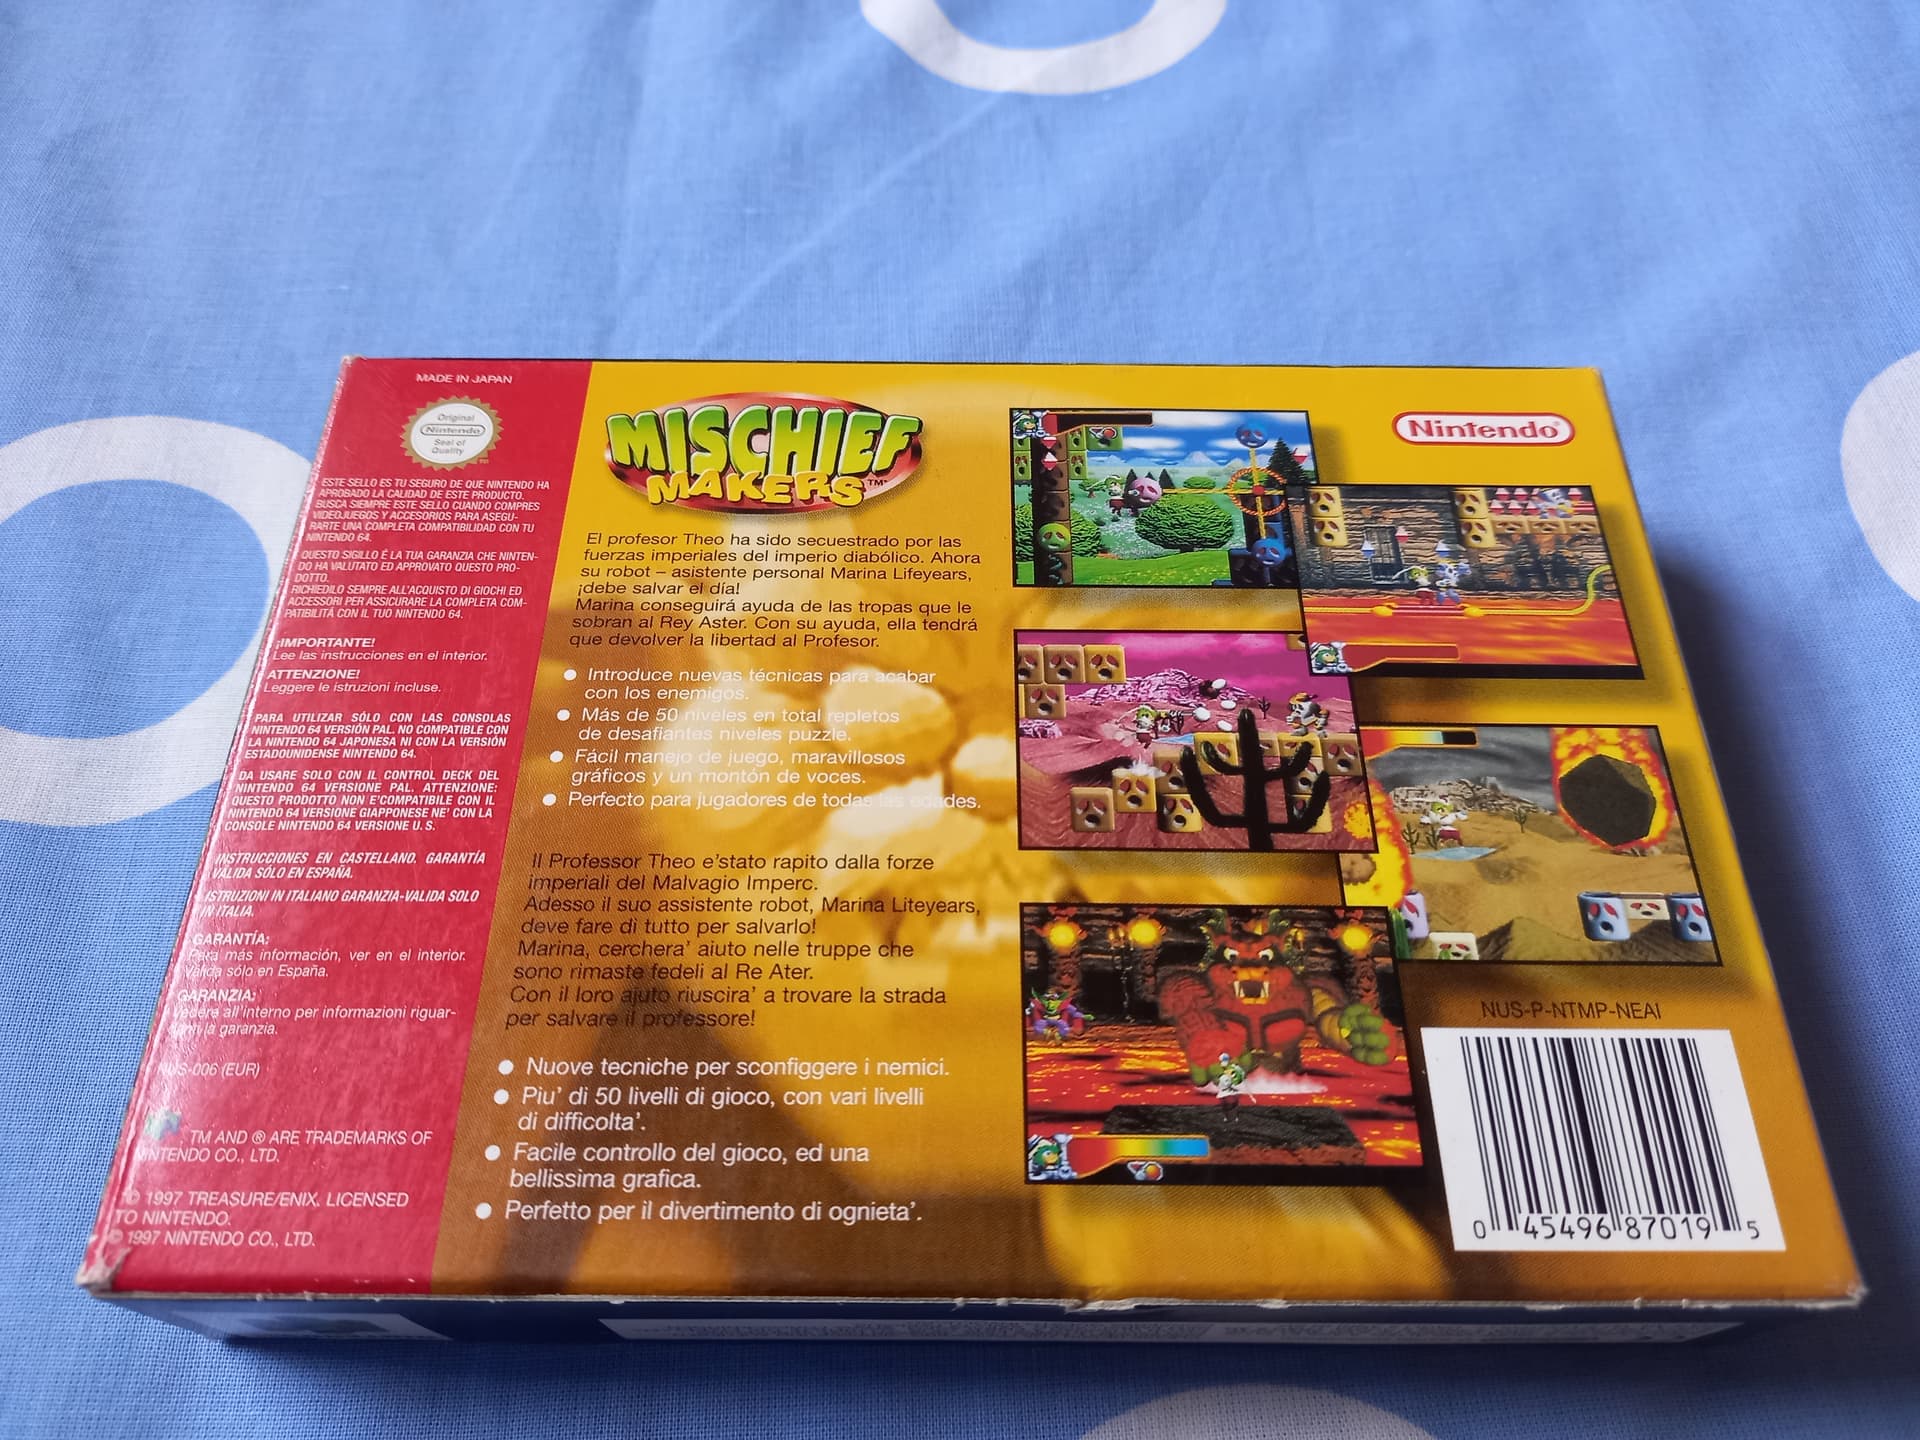 MADE IN JAPAN
Original
Nintendo
Seal of
Quality
ESTE SELLO ES TU SEGURO DE QUE NINTENDO HA
APROBADO LA CALIDAD DE ESTE PRODUCTO.
BUSCA SIEMPRE ESTE SELLO CUANDO COMPRES
VIDEOJUEGOS Y ACCESORIOS PARA ASEGU-
RARTE UNA COMPLETA COMPATIBILIDAD CON TU
NINTENDO 64.
QUESTO SIGILLO É LA TUA GARANZIA CHE NINTEN-
DO HA VALUTATO ED APPROVATO QUESTO PRO-
DOTTO.
RICHIEDILO SEMPRE ALL'ACQUISTO DI GIOCHI ED
ACCESSORI PER ASSICURARE LA COMPLETA COM-
PATIBILITÀ CON IL TUO NINTENDO 64.
¡IMPORTANTE!
Lee las instrucciones en el interior.
ATTENZIONE!
Leggere le istruzioni incluse.
PARA UTILIZAR SÓLO CON LAS CONSOLAS
NINTENDO 64 VERSIÓN PAL. NO COMPATIBLE CON
LA NINTENDO 64 JAPONESA NI CON LA VERSIÓN
ESTADOUNIDENSE NINTENDO 64.
DA USARE SOLO CON IL CONTROL DECK DEL
NINTENDO 64 VERSIONE PAL. ATTENZIONE:
QUESTO PRODOTTO NON E'COMPATIBILE CON IL
NINTENDO 64 VERSIONE GIAPPONESE NE' CON LA
CONSOLE NINTENDO 64 VERSIONE U. S.
INSTRUCCIONES EN CASTELLANO. GARANTÍA
VÁLIDA SÓLO EN ESPAÑA.
ISTRUZIONI IN ITALIANO GARANZIA-VALIDA SOLO
IN ITALIA.
GARANTÍA:
Para más información, ver en el interior.
Válida sólo en España.
GARANZIA:
Vedere all'interno per informazioni riguar-
danti la garanzia.
NUS-006 (EUR)
TM AND ® ARE TRADEMARKS OF
NINTENDO CO., LTD.
© 1997 TREASURE/ENIX. LICENSED
TO NINTENDO.
© 1997 NINTENDO CO., LTD.
MISCHIEF
MAKERS™
El profesor Theo ha sido secuestrado por las
fuerzas imperiales del imperio diabólico. Ahora
su robot – asistente personal Marina Lifeyears,
¡debe salvar el día!
Marina conseguirá ayuda de las tropas que le
sobran al Rey Aster. Con su ayuda, ella tendrá
que devolver la libertad al Profesor.
● Introduce nuevas técnicas para acabar
con los enemigos.
● Más de 50 niveles en total repletos
de desafiantes niveles puzzle.
● Fácil manejo de juego, maravillosos
gráficos y un montón de voces.
● Perfecto para jugadores de todas las edades.
Il Professor Theo e'stato rapito dalla forze
imperiali del Malvagio Imperc.
Adesso il suo assistente robot, Marina Liteyears,
deve fare di tutto per salvarlo!
Marina, cerchera' aiuto nelle truppe che
sono rimaste fedeli al Re Ater.
Con il loro ajuto riuscira' a trovare la strada
per salvare il professore!
● Nuove tecniche per sconfiggere i nemici.
● Piu' di 50 livelli di gioco, con vari livelli
di difficolta'.
● Facile controllo del gioco, ed una
bellissima grafica.
● Perfetto per il divertimento di ognieta'.
Nintendo®
NUS-P-NTMP-NEAI
0 45496 87019 5